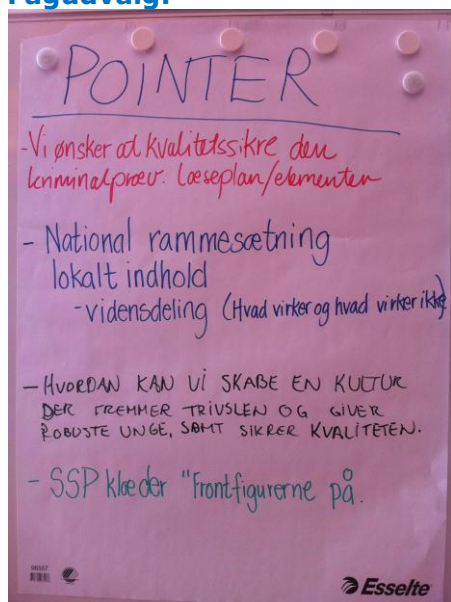 Fagudvalg:
POINTER
- Vi ønsker at kvalitetssikre den
kriminalpræv. læseplan/elementer
- National rammesætning
lokalt indhold
- vidensdeling (Hvad virker og hvad virker ikke)
- HVORDAN KAN VI SKABE EN KULTUR
DER FREMMER TRIVSLEN OG GIVER
ROBUSTE UNGE, SAMT SIKRER KVALITETEN.
- SSP klæder "Frontfigurerne på.
Esselte